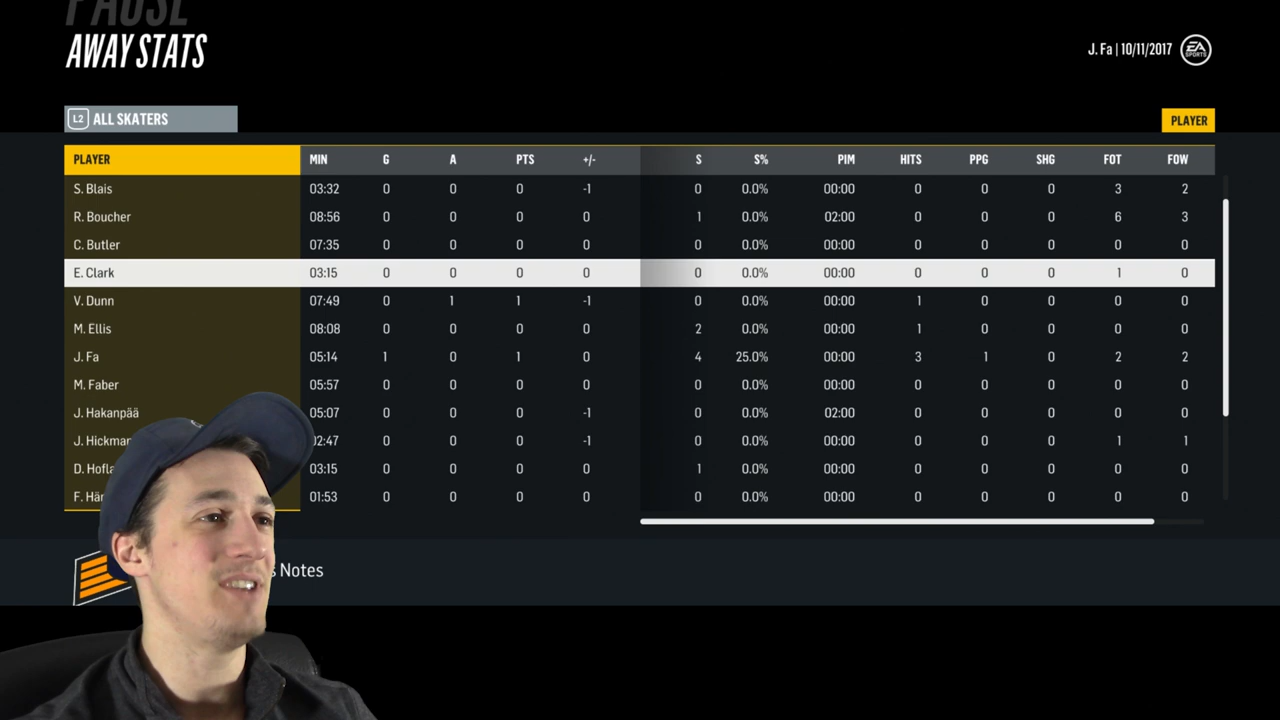 PAUSE
AWAY STATS
J. Fa | 10/11/2017 EA SPORTS
L2 ALL SKATERS
PLAYER
PLAYER MIN G A PTS +/- S S% PIM HITS PPG SHG FOT FOW
S. Blais 03:32 0 0 0 -1 0 0.0% 00:00 0 0 0 3 2
R. Boucher 08:56 0 0 0 0 1 0.0% 02:00 0 0 0 6 3
C. Butler 07:35 0 0 0 0 0 0.0% 00:00 0 0 0 0 0
E. Clark 03:15 0 0 0 0 0 0.0% 00:00 0 0 0 1 0
V. Dunn 07:49 0 1 1 -1 0 0.0% 00:00 1 0 0 0 0
M. Ellis 08:08 0 0 0 0 2 0.0% 00:00 1 0 0 0 0
J. Fa 05:14 1 0 1 0 4 25.0% 00:00 3 1 0 2 2
M. Faber 05:57 0 0 0 0 0 0.0% 00:00 0 0 0 0 0
J. Hakanpää 05:07 0 0 0 -1 0 0.0% 02:00 0 0 0 0 0
J. Hickmar 02:47 0 0 0 -1 0 0.0% 00:00 0 0 0 1 1
D. Hofla 03:15 0 0 0 0 1 0.0% 00:00 0 0 0 0 0
F. Här 01:53 0 0 0 0 0 0.0% 00:00 0 0 0 0 0
Notes